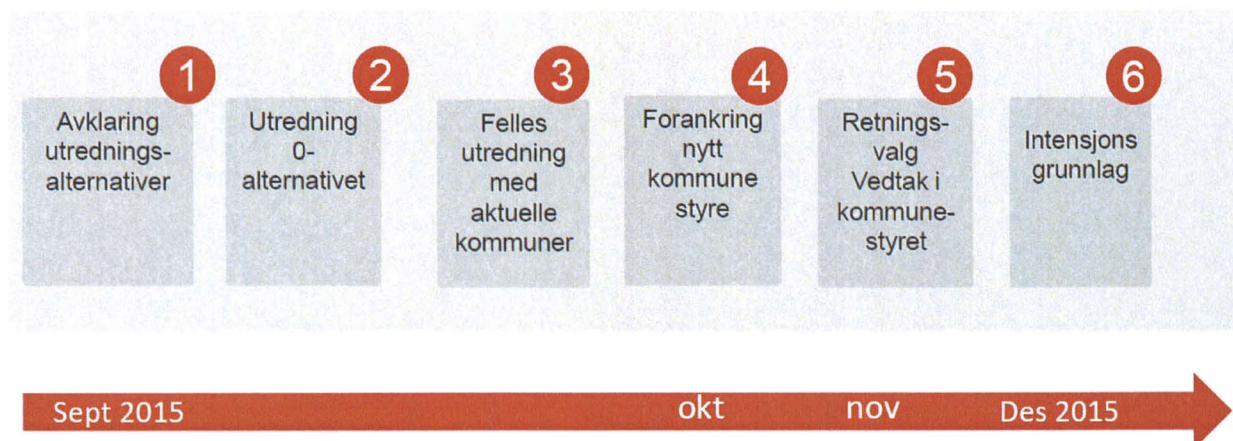 1
Avklaring
utrednings-
alternativer
2
Utredning
0-
alternativet
3
Felles
utredning
med
aktuelle
kommuner
4
Forankring
nytt
kommune
styre
5
Retnings-
valg
Vedtak i
kommune-
styret
6
Intensjons
grunnlag
Sept 2015 okt nov Des 2015